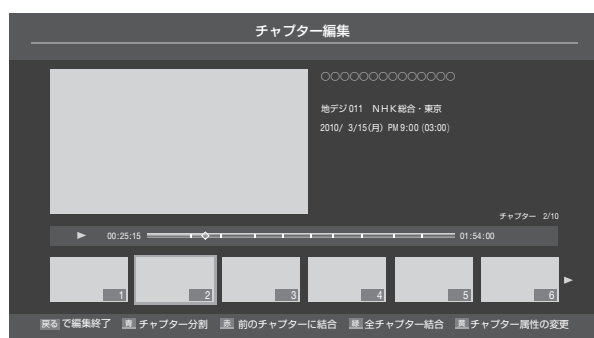 チャプター編集
○○○○○○○○○○○○○○
地デジ011 NHK総合・東京
2010/ 3/15(月) PM 9:00 (03:00)
チャプター 2/10
00:25:15 01:54:00
1 2 3 4 5 6
戻る で編集終了 青 チャプター分割 赤 前のチャプターに結合 緑 全チャプター結合 黄 チャプター属性の変更